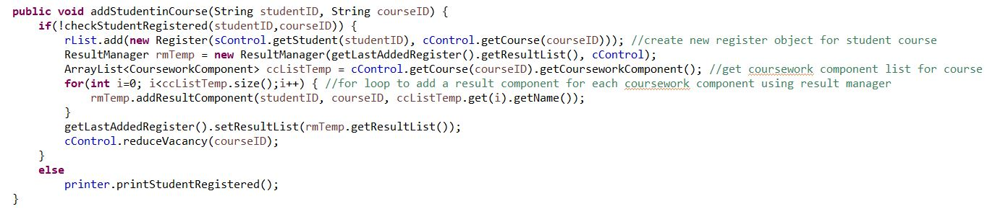 public void addStudentinCourse(String studentID, String courseID) {
if(!checkStudentRegistered(studentID,courseID)) {
rList.add(new Register(sControl.getStudent(studentID), cControl.getCourse(courseID))); //create new register object for student course
ResultManager rmTemp = new ResultManager(getLastAddedRegister().getResultList(), cControl);
ArrayList<CourseworkComponent> ccListTemp = cControl.getCourse(courseID).getCourseworkComponent(); //get coursework component list for course
for(int i=0; i<ccListTemp.size();i++) { //for loop to add a result component for each coursework component using result manager
rmTemp.addResultComponent(studentID, courseID, ccListTemp.get(i).getName());
}
getLastAddedRegister().setResultList(rmTemp.getResultList());
cControl.reduceVacancy(courseID);
}
else
printer.printStudentRegistered();
}